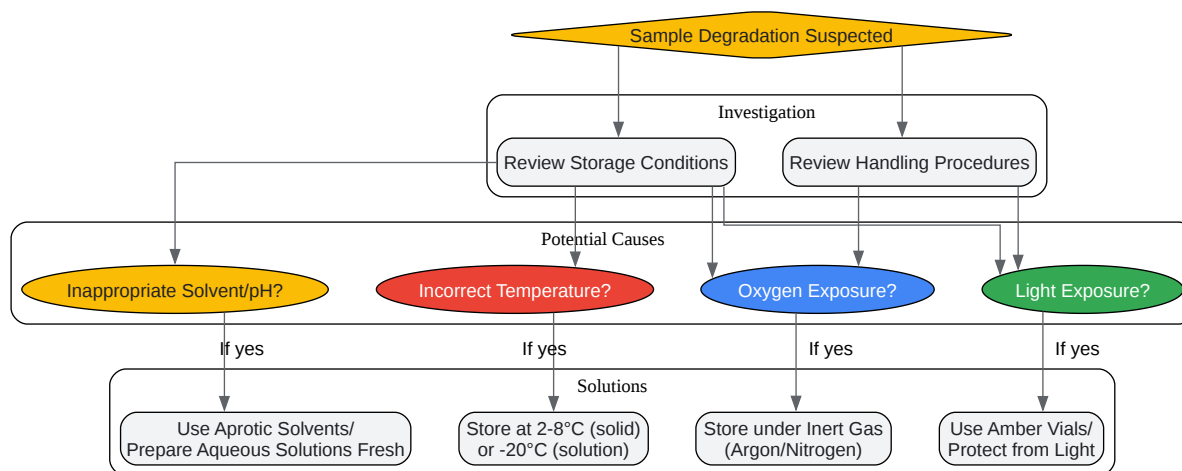 Sample Degradation Suspected
Investigation
Review Storage Conditions
Review Handling Procedures
Potential Causes
Inappropriate Solvent/pH?
Incorrect Temperature?
Oxygen Exposure?
Light Exposure?
If yes
If yes
If yes
If yes
Solutions
Use Aprotic Solvents/
Prepare Aqueous Solutions Fresh
Store at 2-8°C (solid)
or -20°C (solution)
Store under Inert Gas
(Argon/Nitrogen)
Use Amber Vials/
Protect from Light